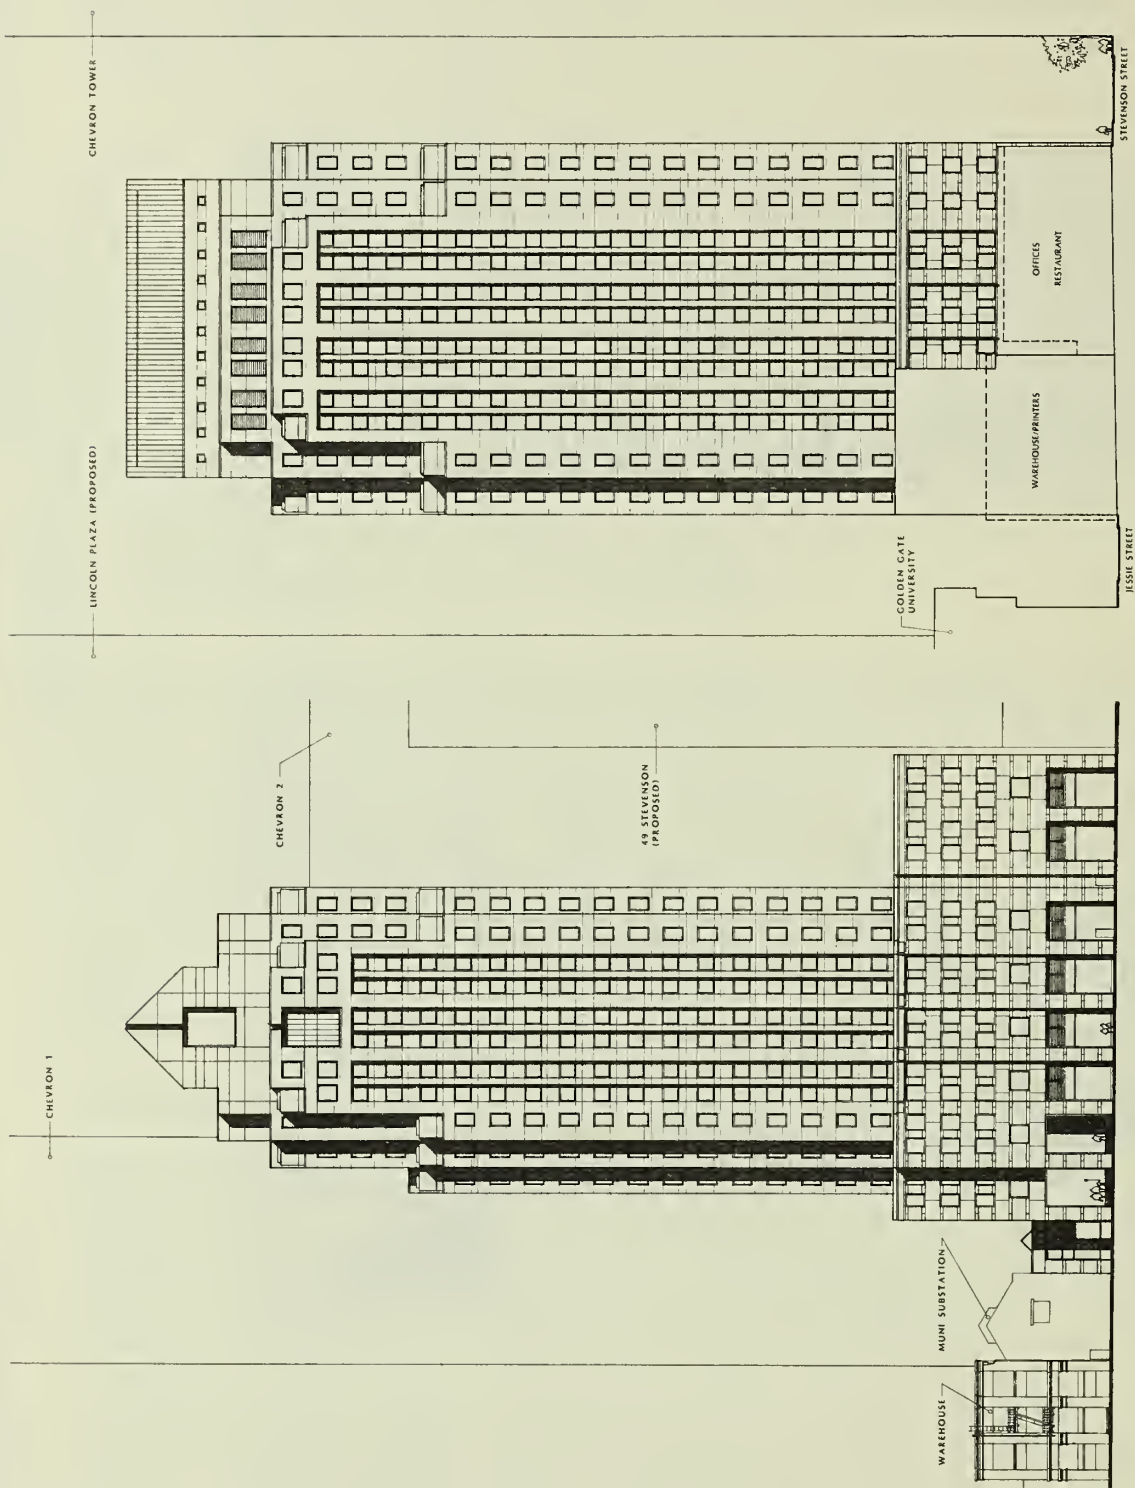 CHEVRON 1
CHEVRON 2
49 STEVENSON
(PROPOSED)
WAREHOUSE
MUNI SUBSTATION
LINCOLN PLAZA (PROPOSED)
CHEVRON TOWER
GOLDEN GATE
UNIVERSITY
WAREHOUSE/PRINTERS
OFFICES
RESTAURANT
JESSIE STREET
STEVENSON STREET